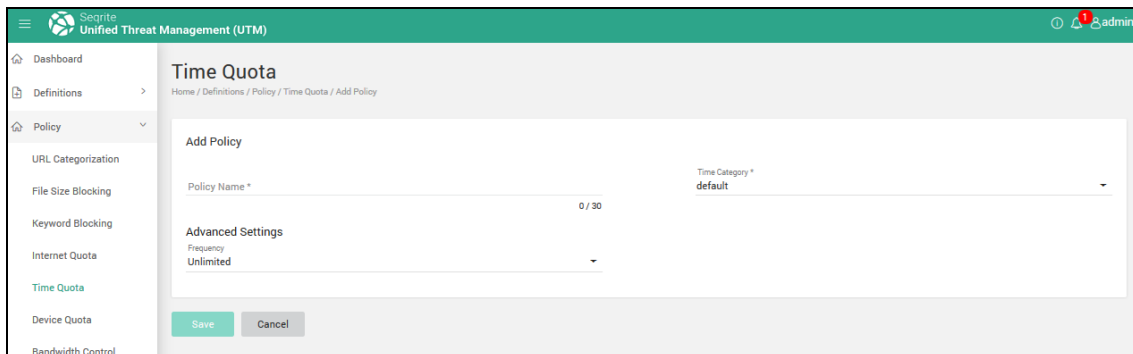 Seqrite
Unified Threat Management (UTM)
1
admin
Dashboard
Definitions
Policy
URL Categorization
File Size Blocking
Keyword Blocking
Internet Quota
Time Quota
Device Quota
Bandwidth Control
Time Quota
Home / Definitions / Policy / Time Quota / Add Policy
Add Policy
Policy Name *
0 / 30
Time Category *
default
Advanced Settings
Frequency
Unlimited
Save
Cancel